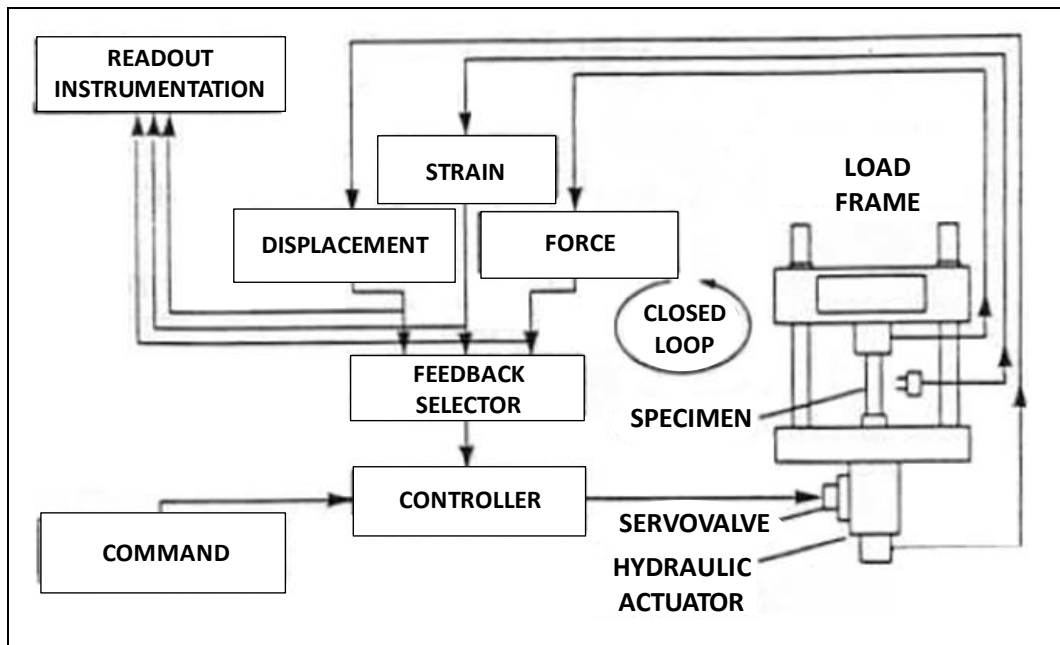 READOUT
INSTRUMENTATION
STRAIN
DISPLACEMENT
FORCE
LOAD
FRAME
CLOSED
LOOP
FEEDBACK
SELECTOR
SPECIMEN
CONTROLLER
COMMAND
SERVOVALVE
HYDRAULIC
ACTUATOR